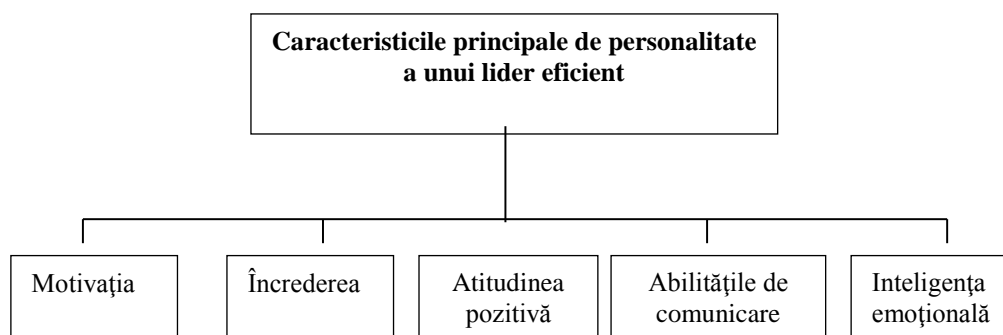 Caracteristicile principale de personalitate
a unui lider eficient
Motivaţia
Încrederea
Atitudinea
pozitivă
Abilităţile de
comunicare
Inteligenţa
emoţională